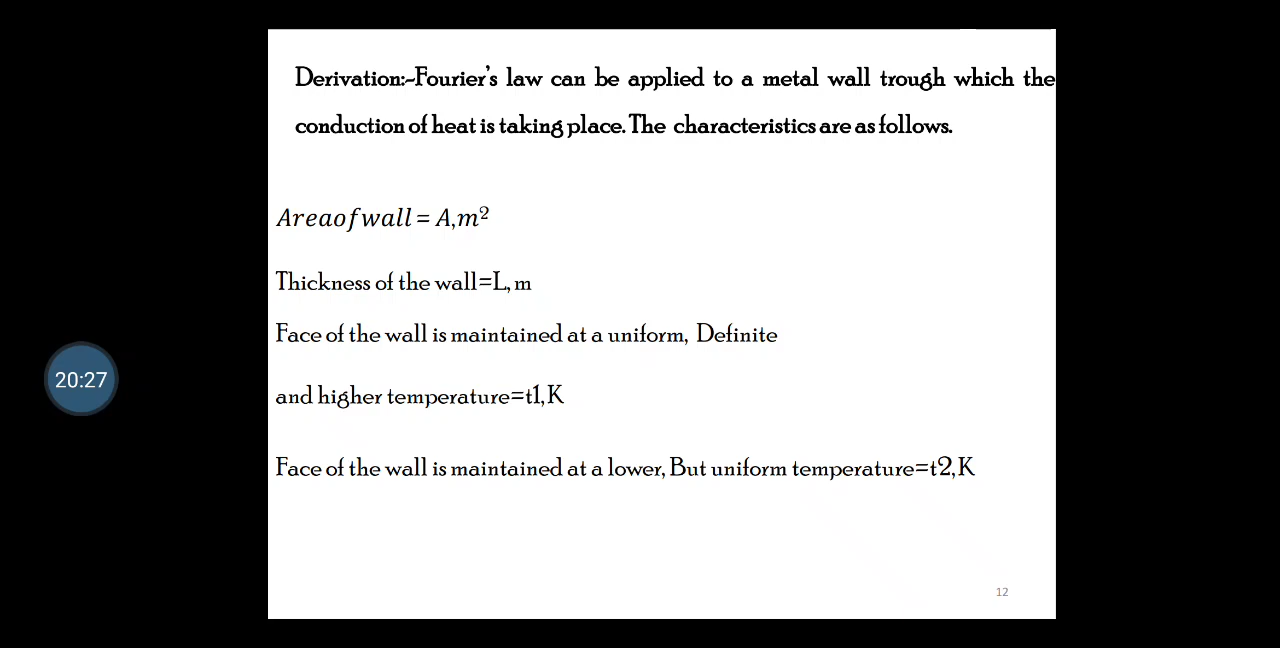 Derivation:-Fourier's law can be applied to a metal wall trough which the
conduction of heat is taking place. The characteristics are as follows.
Areaofwall = A,m²
Thickness of the wall=L, m
Face of the wall is maintained at a uniform, Definite
20:27
and higher temperature=t1,K
Face of the wall is maintained at a lower, But uniform temperature=t2,K
12